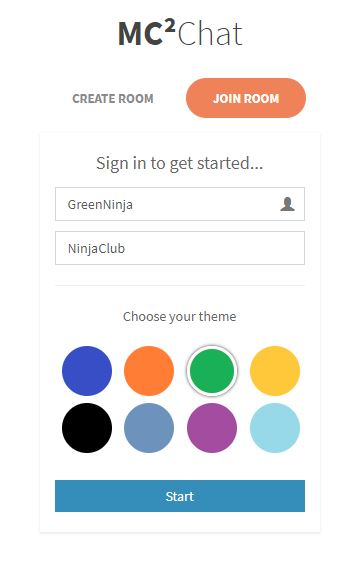 MC²Chat
CREATE ROOM JOIN ROOM
Sign in to get started...
GreenNinja
NinjaClub
Choose your theme
Start